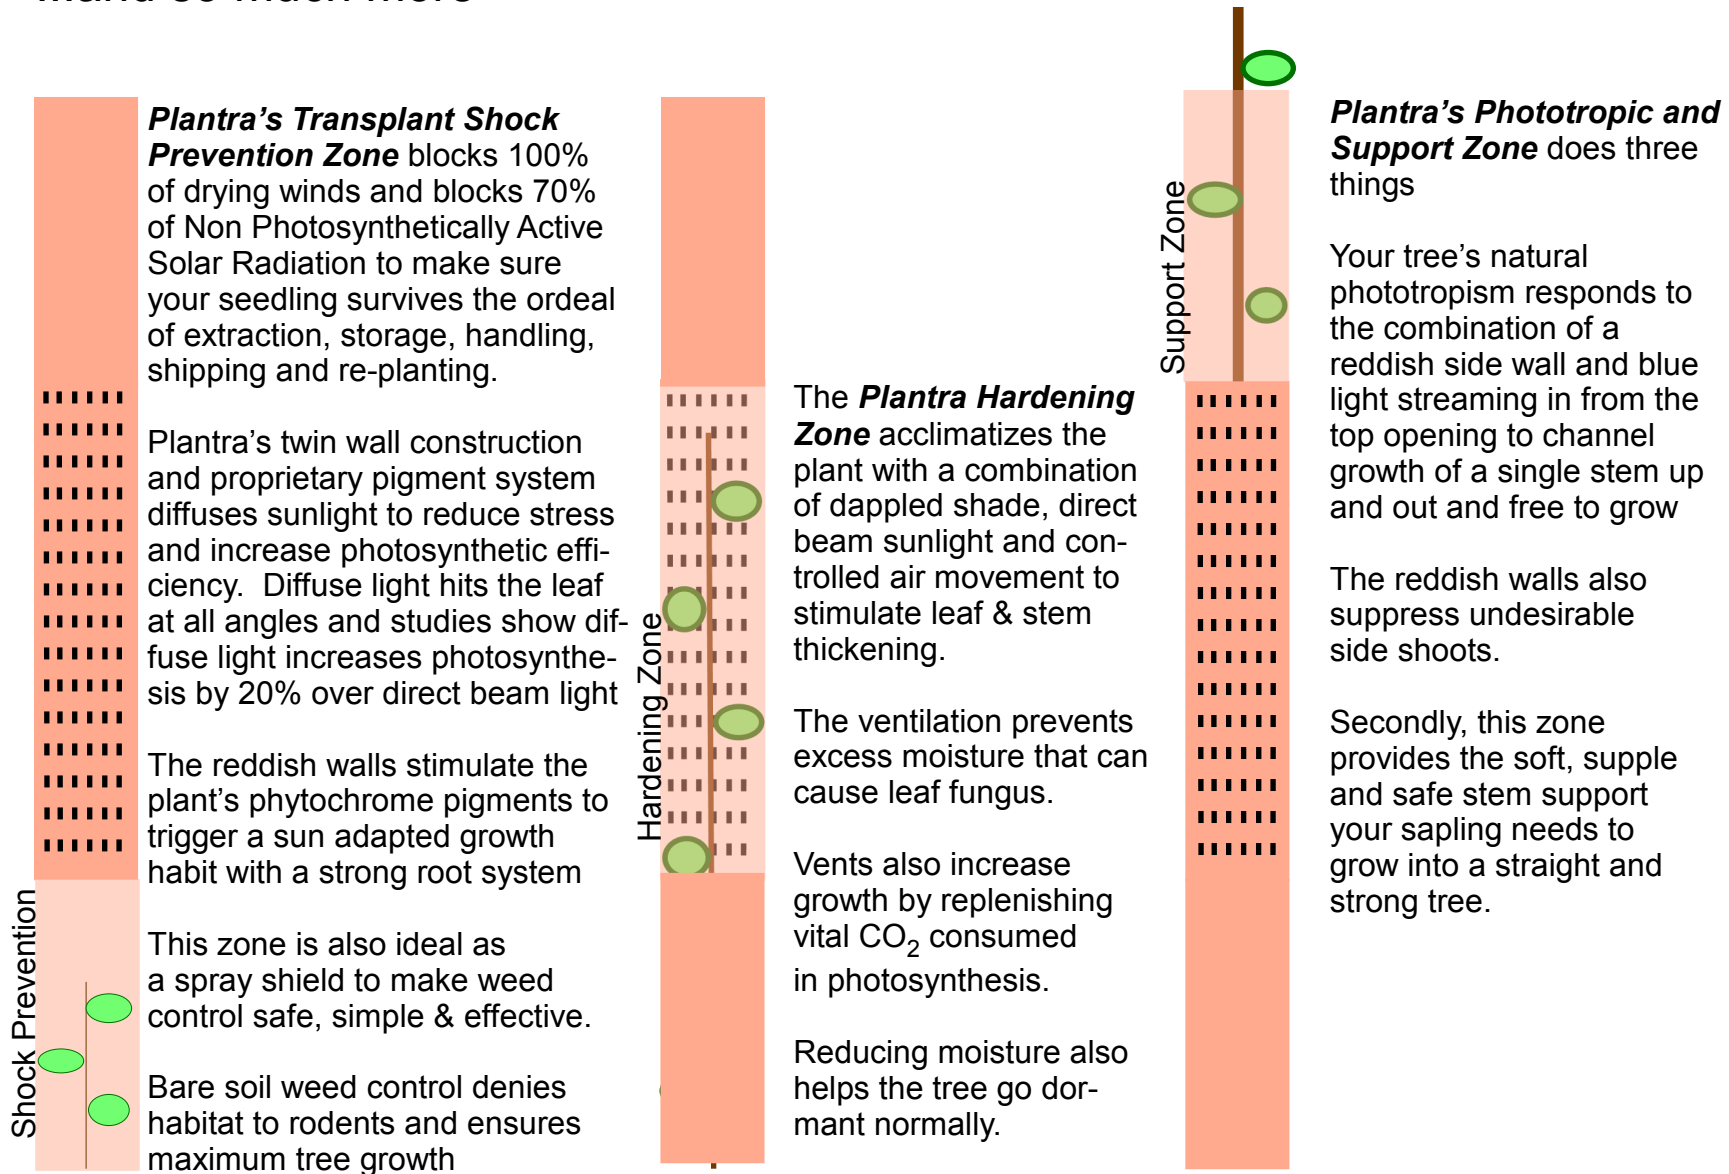 ...and so much more
Plantra’s Transplant Shock
Prevention Zone blocks 100%
of drying winds and blocks 70%
of Non Photosynthetically Active
Solar Radiation to make sure
your seedling survives the ordeal
of extraction, storage, handling,
shipping and re-planting.
Plantra’s twin wall construction
and proprietary pigment system
diffuses sunlight to reduce stress
and increase photosynthetic effi-
ciency.  Diffuse light hits the leaf
at all angles and studies show dif-
fuse light increases photosynthe-
sis by 20% over direct beam light
The reddish walls stimulate the
plant’s phytochrome pigments to
trigger a sun adapted growth
habit with a strong root system
This zone is also ideal as
a spray shield to make weed
control safe, simple & effective.
Bare soil weed control denies
habitat to rodents and ensures
maximum tree growth
Shock Prevention
The Plantra Hardening
Zone acclimatizes the
plant with a combination
of dappled shade, direct
beam sunlight and con-
trolled air movement to
stimulate leaf & stem
thickening.
The ventilation prevents
excess moisture that can
cause leaf fungus.
Vents also increase
growth by replenishing
vital CO₂ consumed
in photosynthesis.
Reducing moisture also
helps the tree go dor-
mant normally.
Hardening Zone
Plantra’s Phototropic and
Support Zone does three
things
Your tree’s natural
phototropism responds to
the combination of a
reddish side wall and blue
light streaming in from the
top opening to channel
growth of a single stem up
and out and free to grow
The reddish walls also
suppress undesirable
side shoots.
Secondly, this zone
provides the soft, supple
and safe stem support
your sapling needs to
grow into a straight and
strong tree.
Support Zone